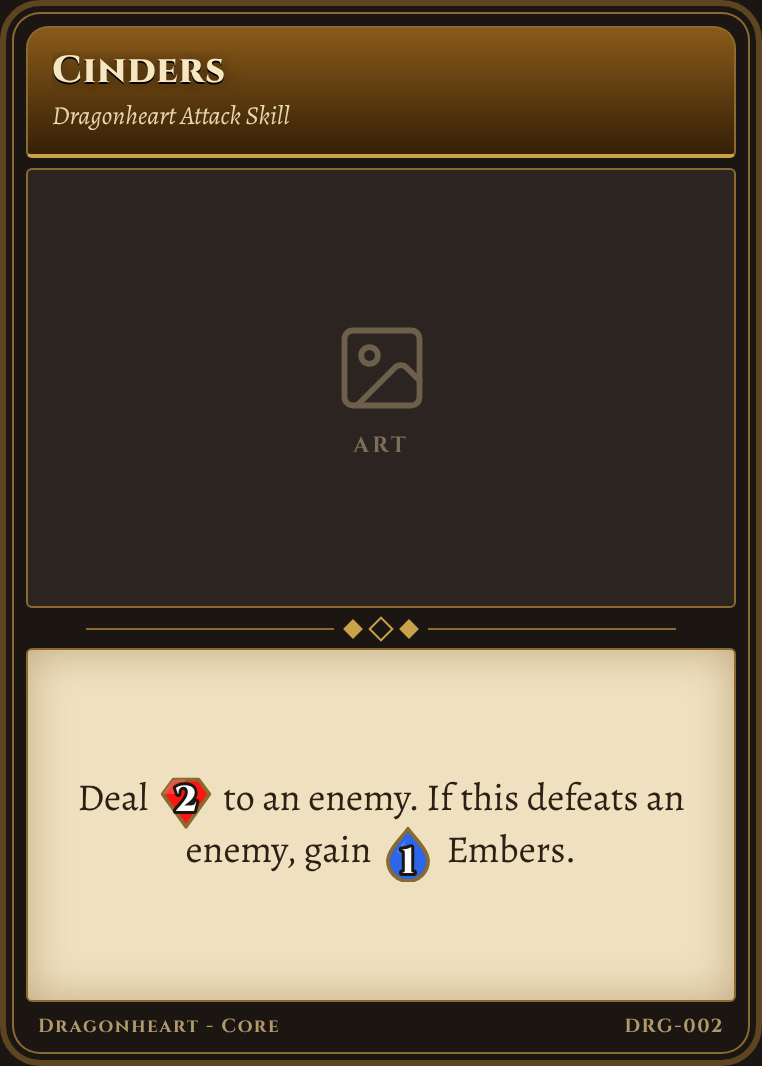 Cinders
Dragonheart Attack Skill
ART
Deal 2 to an enemy. If this defeats an
enemy, gain 1 Embers.
Dragonheart - Core
DRG-002